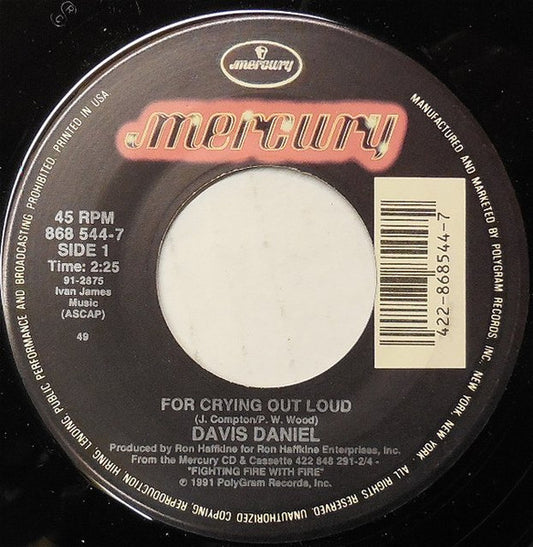 mercury
mercury
45 RPM
868 544-7
SIDE 1
Time: 2:25
91-2875
Ivan James
Music
(ASCAP)
49
422-868544-7
FOR CRYING OUT LOUD
(J. Compton/P. W. Wood)
DAVIS DANIEL
Produced by Ron Haffkine for Ron Haffkine Enterprises, Inc.
From the Mercury CD & Cassette 422 848 291-2/4 -
"FIGHTING FIRE WITH FIRE"
℗ 1991 PolyGram Records, Inc.
MANUFACTURED AND MARKETED BY POLYGRAM RECORDS, INC. NEW YORK, NEW YORK. ALL RIGHTS RESERVED. UNAUTHORIZED COPYING, REPRODUCTION HIRING, LENDING, PUBLIC PERFORMANCE AND BROADCASTING PROHIBITED. PRINTED IN USA